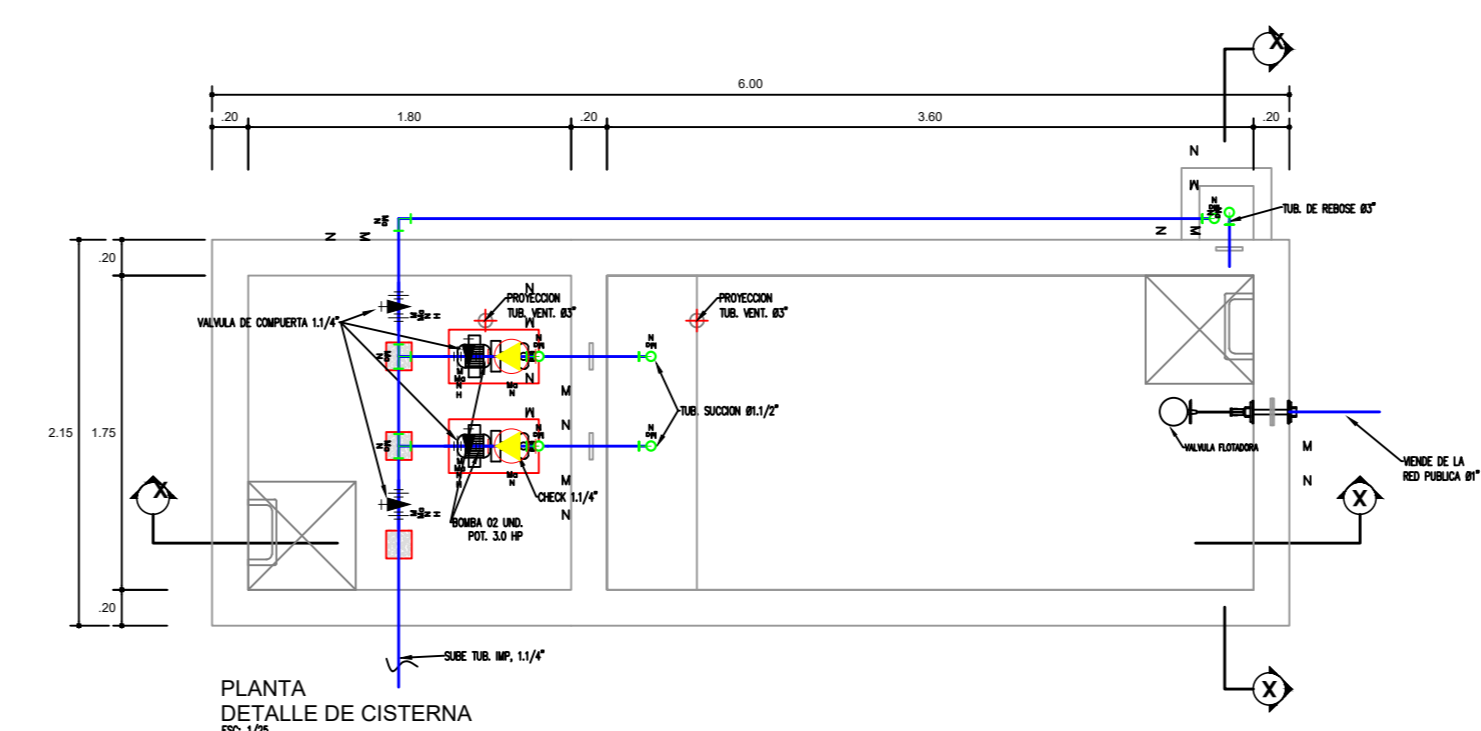 X
6.00
.20
1.80
.20
3.60
.20
N
M
TUB. DE REBOSE Ø3"
N
M
N
M
.20
PROYECCION
TUB. VENT. Ø3"
PROYECCION
TUB. VENT. Ø3"
VALVULA DE COMPUERTA 1.1/4"
N
M
N
M
M
N
TUB. SUCCION Ø1.1/2"
2.15
1.75
VALVULA FLOTADORA
M
N
VIENDE DE LA
RED PUBLICA Ø1"
M
N
CHECK 1.1/4"
X
X
BOMBA 02 UND.
POT. 3.0 HP
.20
SUBE TUB. IMP, 1.1/4"
X
PLANTA
DETALLE DE CISTERNA
ESC: 1/25